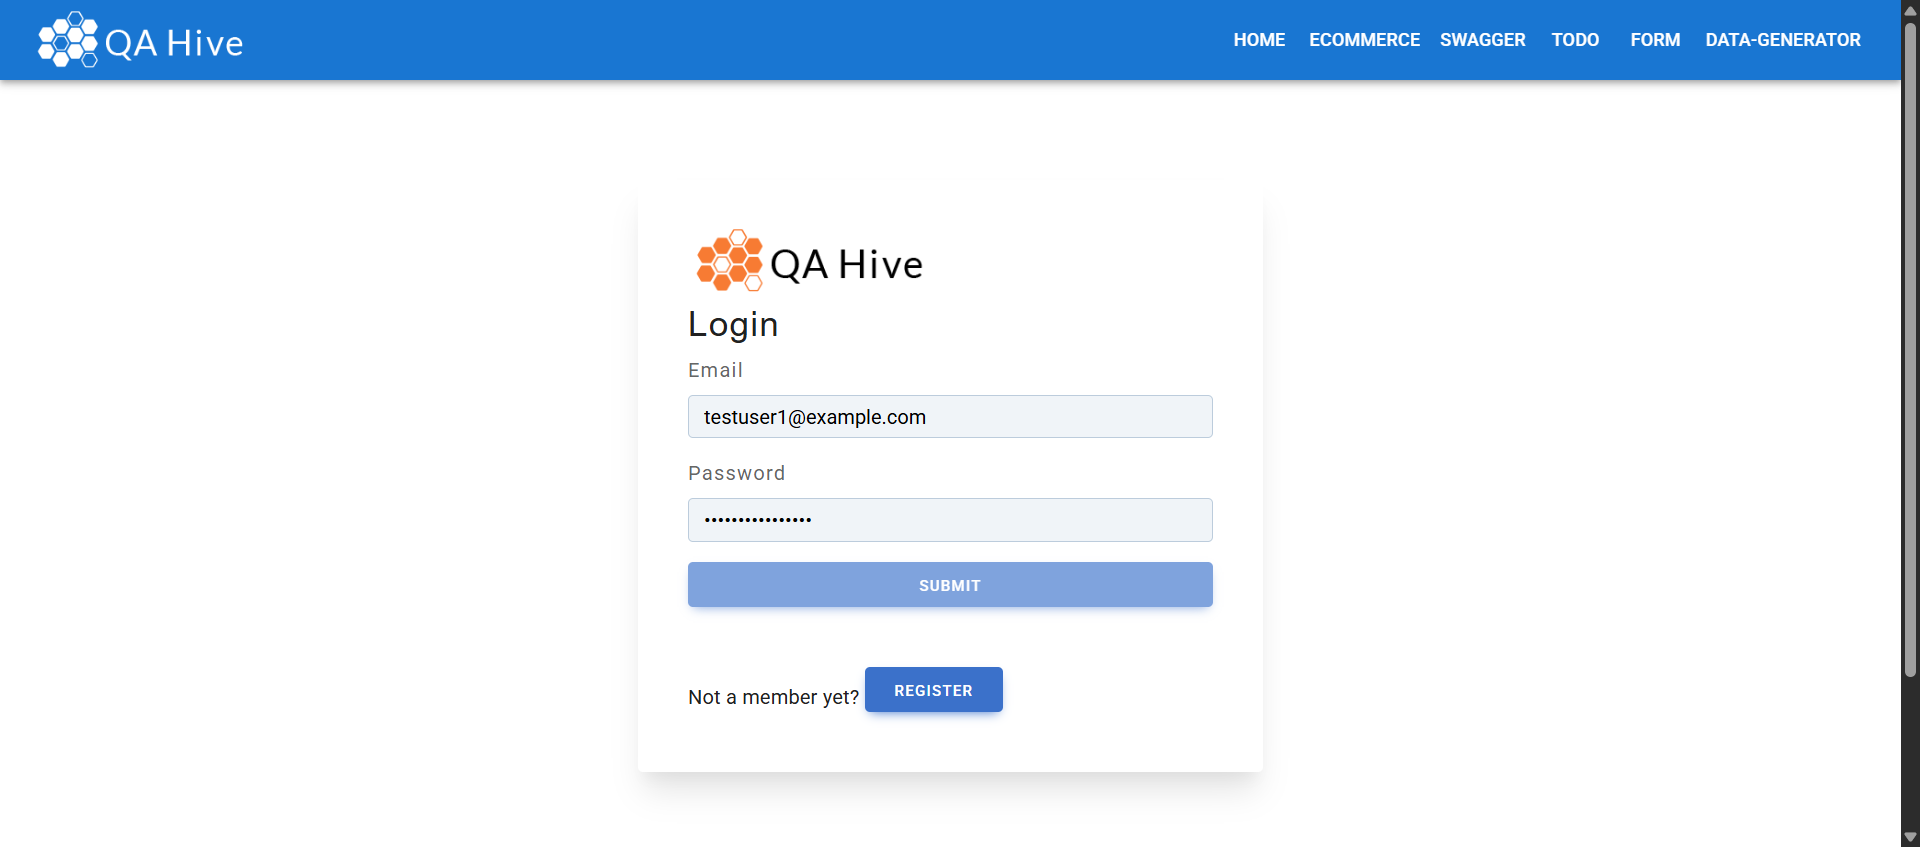 QA Hive
HOME ECOMMERCE SWAGGER TODO FORM DATA-GENERATOR
QA Hive
Login
Email
testuser1@example.com
Password
••••••••••••••••
SUBMIT
Not a member yet? REGISTER